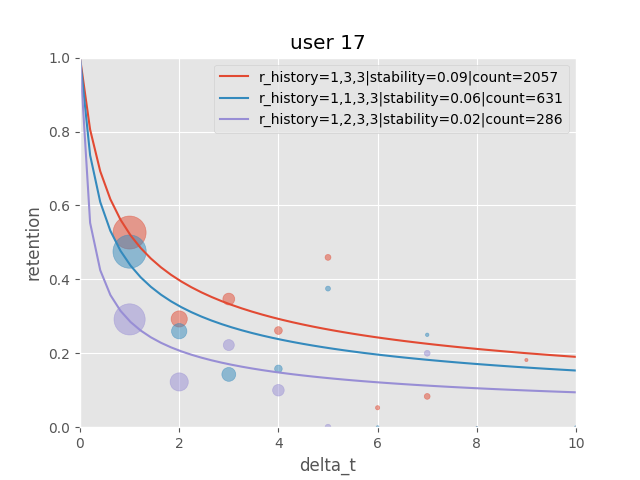 user 17
r_history=1,3,3|stability=0.09|count=2057
r_history=1,1,3,3|stability=0.06|count=631
r_history=1,2,3,3|stability=0.02|count=286
retention
1.0
0.8
0.6
0.4
0.2
0.0
0 2 4 6 8 10
delta_t